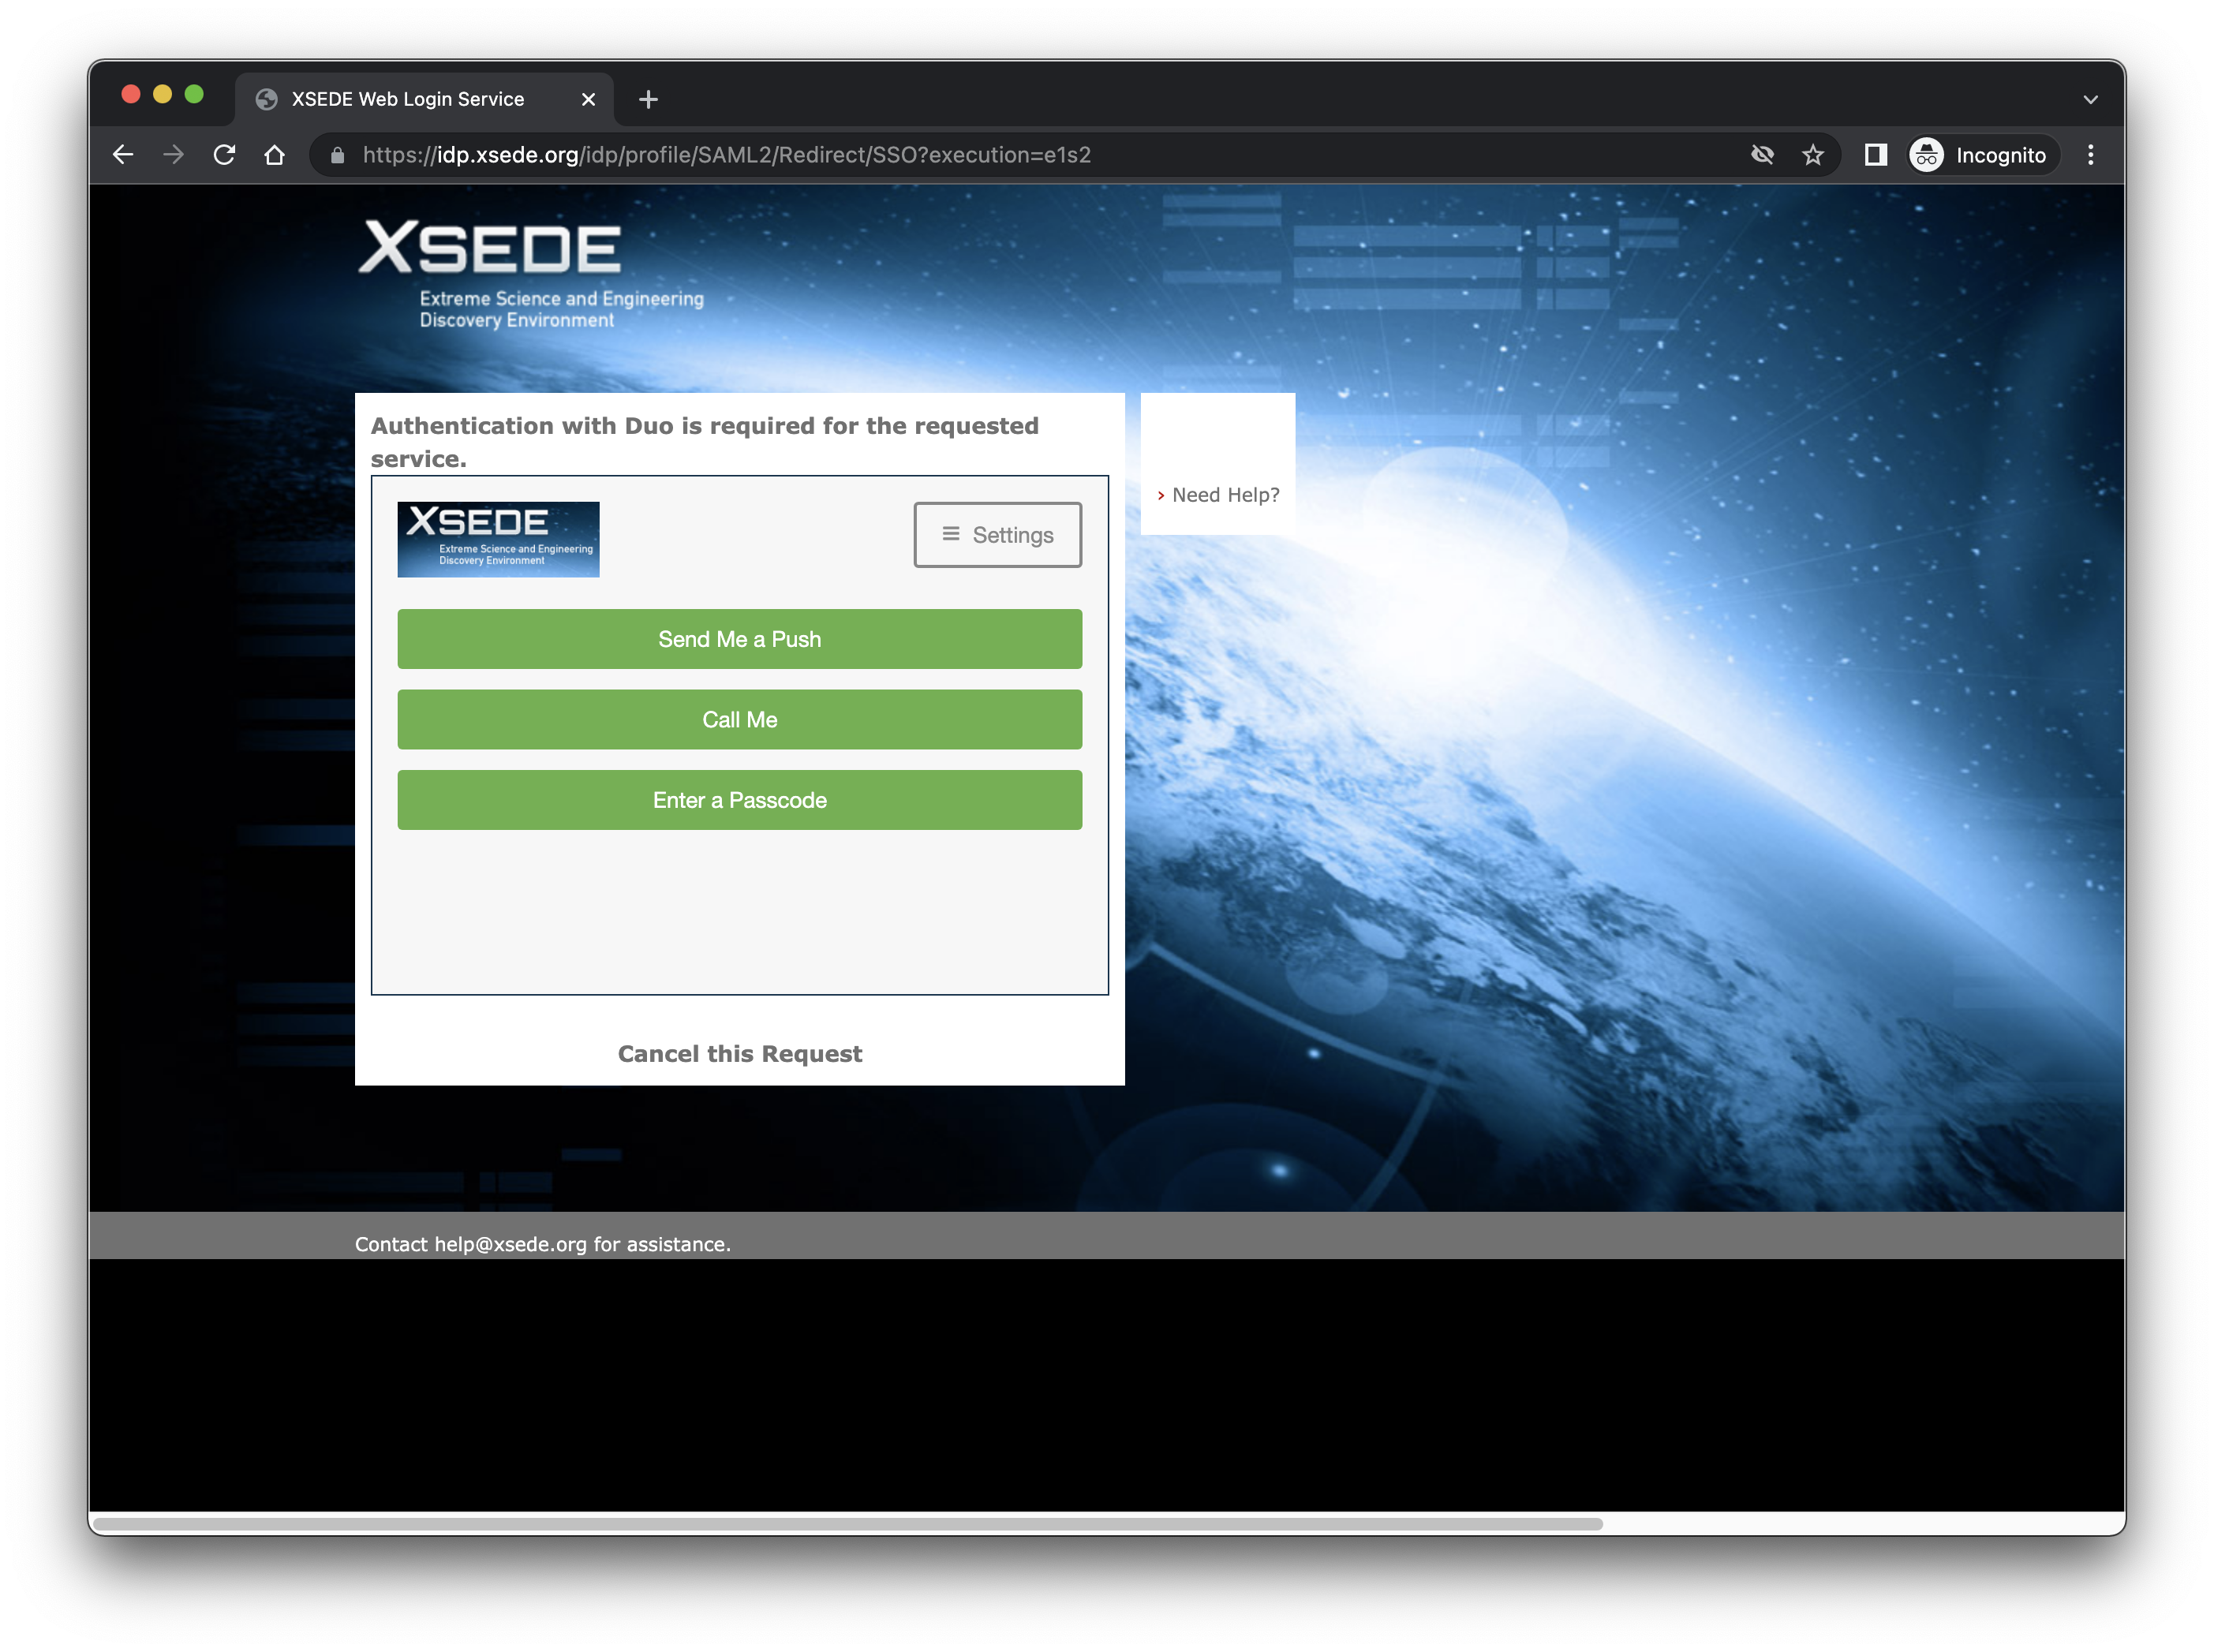 XSEDE Web Login Service
https://idp.xsede.org/idp/profile/SAML2/Redirect/SSO?execution=e1s2
Incognito
XSEDE
Extreme Science and Engineering
Discovery Environment
Authentication with Duo is required for the requested
service.
XSEDE
Extreme Science and Engineering
Discovery Environment
Settings
Send Me a Push
Call Me
Enter a Passcode
Cancel this Request
› Need Help?
Contact help@xsede.org for assistance.